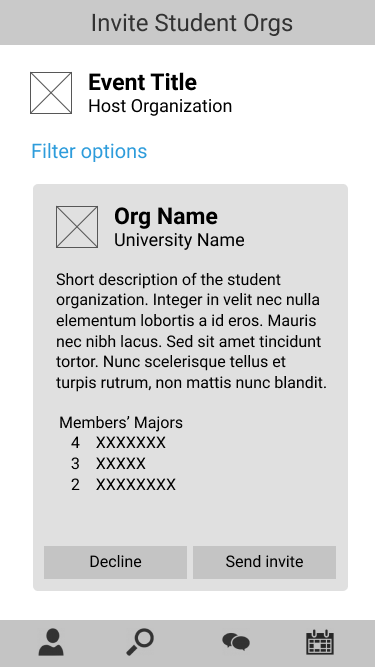 Invite Student Orgs
Event Title
Host Organization
Filter options
Org Name
University Name
Short description of the student
organization. Integer in velit nec nulla
elementum lobortis a id eros. Mauris
nec nibh lacus. Sed sit amet tincidunt
tortor. Nunc scelerisque tellus et
turpis rutrum, non mattis nunc blandit.
Members’ Majors
4 XXXXXXX
3 XXXXX
2 XXXXXXXX
Decline
Send invite